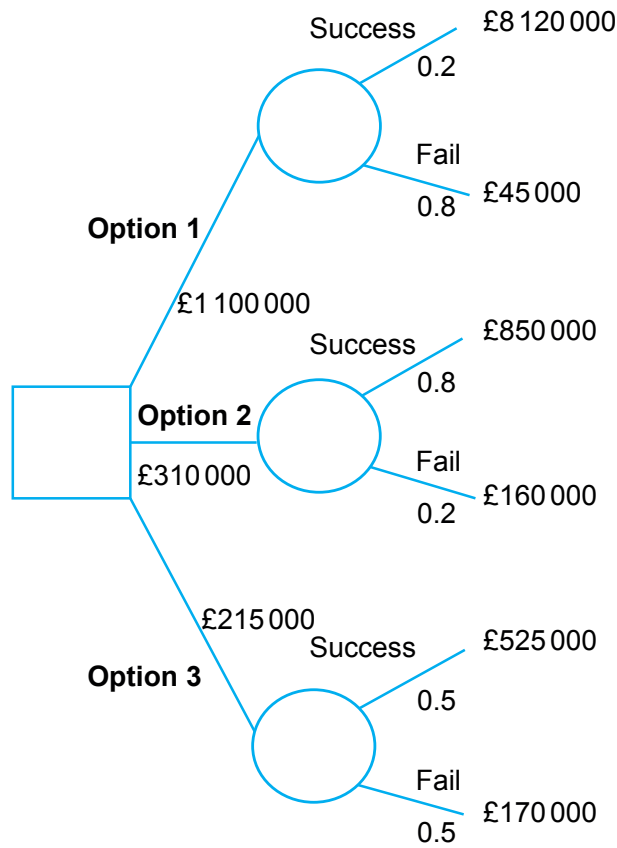 Success
£8 120 000
0.2
Fail
£45 000
0.8
Option 1
£1 100 000
Success
£850 000
0.8
Option 2
£310 000
Fail
£160 000
0.2
£215 000
Success
£525 000
0.5
Option 3
Fail
£170 000
0.5